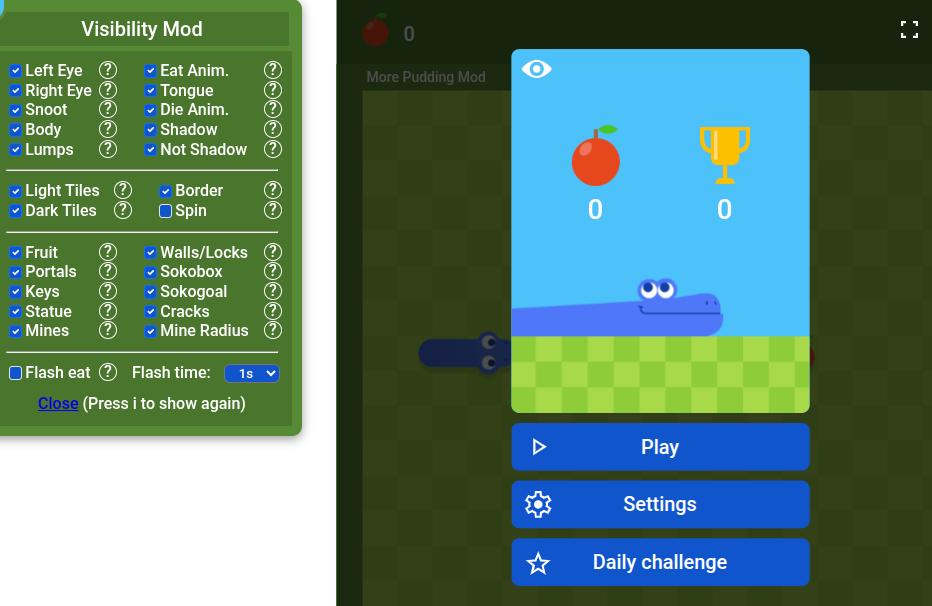 Visibility Mod
Left Eye ? Eat Anim. ?
Right Eye ? Tongue ?
Snoot ? Die Anim. ?
Body ? Shadow ?
Lumps ? Not Shadow ?
Light Tiles ? Border ?
Dark Tiles ? Spin ?
Fruit ? Walls/Locks ?
Portals ? Sokobox ?
Keys ? Sokogoal ?
Statue ? Cracks ?
Mines ? Mine Radius ?
Flash eat ? Flash time: 1s
Close (Press i to show again)
0
More Pudding Mod
0 0
Play
Settings
Daily challenge